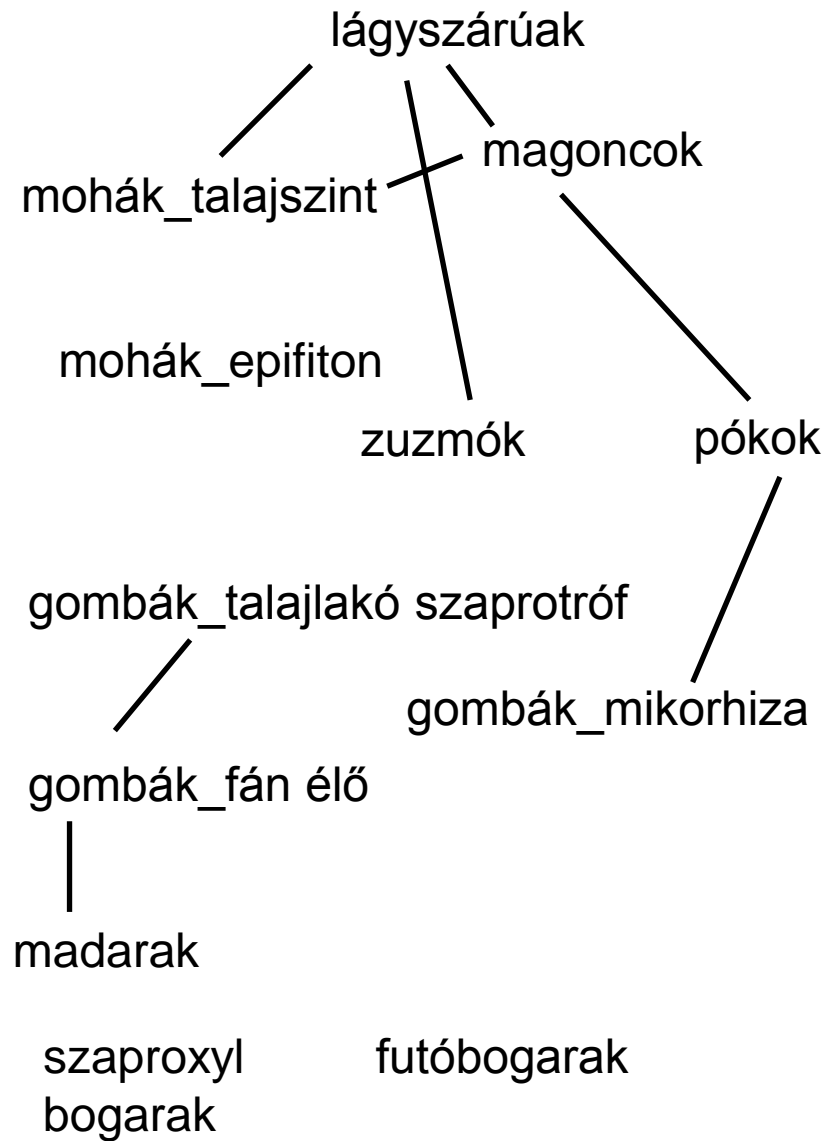 lágyszárúak
magoncok
mohák_talajszint
mohák_epifiton
zuzmók
pókok
gombák_talajlakó szaprotróf
gombák_mikorhiza
gombák_fán élő
madarak
szaproxyl
bogarak
futóbogarak